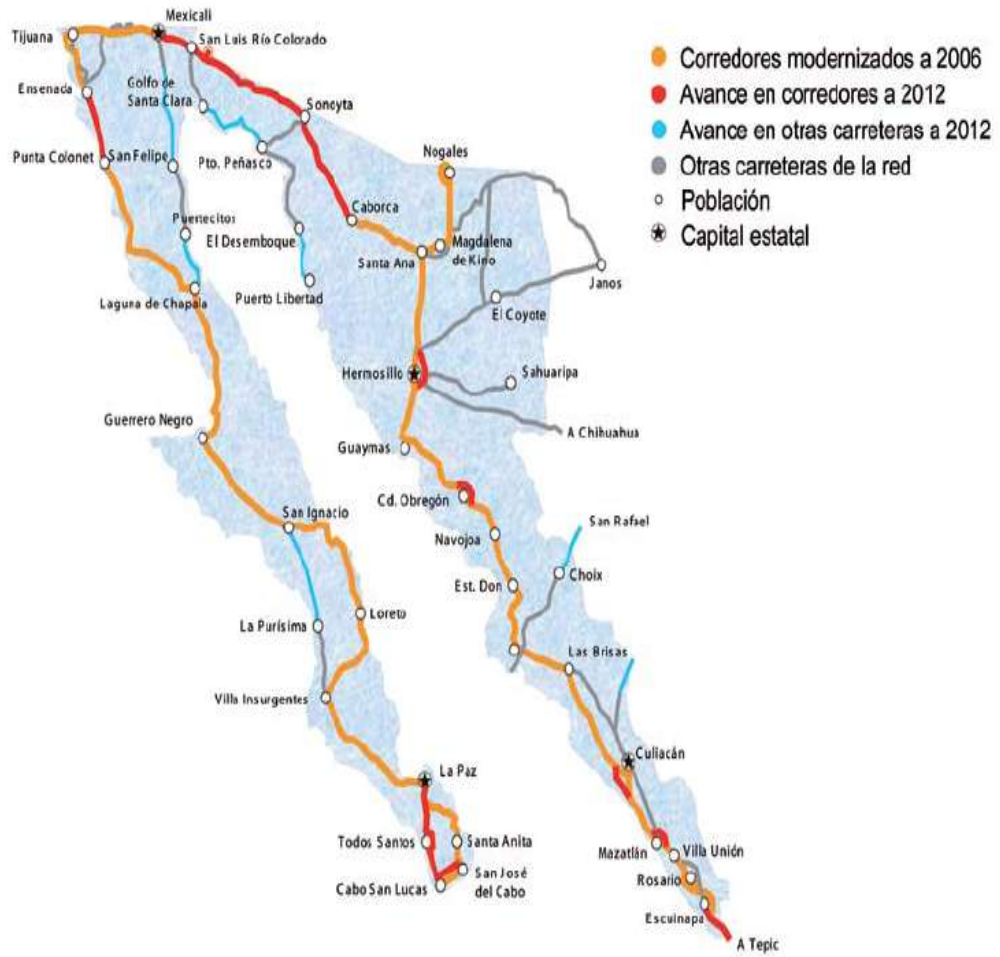 Mexicali
Tijuana
San Luis Río Colorado
Ensenada
Golfo de
Santa Clara
Sonoyta
Punta Colonet
San Felipe
Pto. Peñasco
Nogales
Puertecitos
El Desemboque
Caborca
Santa Ana
Magdalena
de Kino
Janos
Laguna de Chapala
Puerto Libertad
El Coyote
Hermosillo
Sahuaripa
A Chihuahua
Guerrero Negro
Guaymas
Cd. Obregón
San Ignacio
San Rafael
Navojoa
Est. Don
Choix
La Purísima
Loreto
Las Brisas
Villa Insurgentes
La Paz
Culiacán
Todos Santos
Santa Anita
Mazatlán
Villa Unión
Cabo San Lucas
San José
del Cabo
Rosario
Escuinapa
A Tepic
Corredores modernizados a 2006
Avance en corredores a 2012
Avance en otras carreteras a 2012
Otras carreteras de la red
Población
Capital estatal